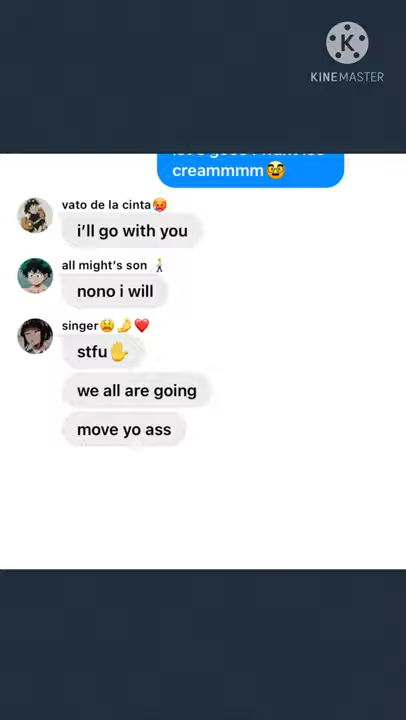 KINEMASTER
creammmm🥸
vato de la cinta🥵
i'll go with you
all might's son 🧍‍♂️
nono i will
singer😫🤌❤️
stfu✋
we all are going
move yo ass